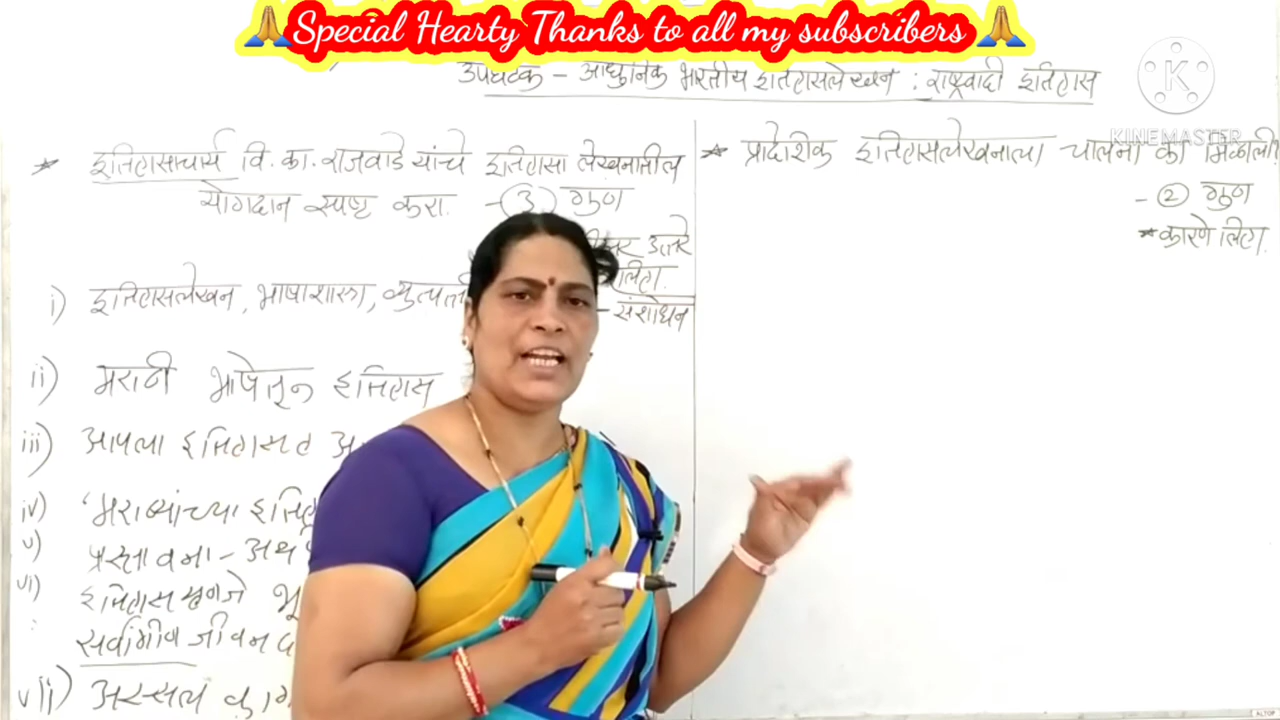 🙏Special Hearty Thanks to all my subscribers 🙏
उपघटक - आधुनिक भारतीय इतिहासलेखन : राष्ट्रवादी इतिहास
KINEMASTER
* इतिहासाचार्य वि. का. राजवाडे यांचे इतिहास लेखनातील
योगदान स्पष्ट करा. - ③ गुण
उत्तरे
लिहा.
i) इतिहासलेखन, भाषाशास्त्र, व्युत्पत्ती
- संशोधन
ii) मराठी भाषेतून इतिहास
iii) आपला इतिहास
iv) 'मराठ्यांच्या
v) प्रस्तावना -
vi) इतिहास म्हणजे
सर्वांगीण जीवन
vii) अस्सल
* प्रादेशिक इतिहासलेखनाला चालना का मिळाली
- ② गुण
* कारणे लिहा.